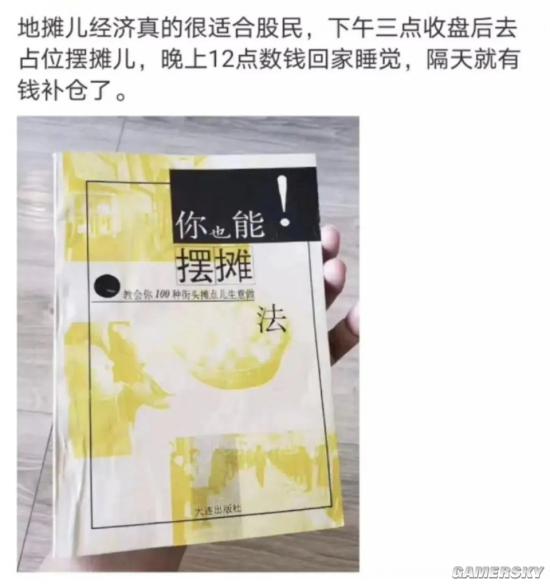 地摊儿经济真的很适合股民，下午三点收盘后去
占位摆摊儿，晚上12点数钱回家睡觉，隔天就有
钱补仓了。
你也能！
摆摊
教会你100种街头摊点儿生意做
法
大连出版社
GAMERSKY